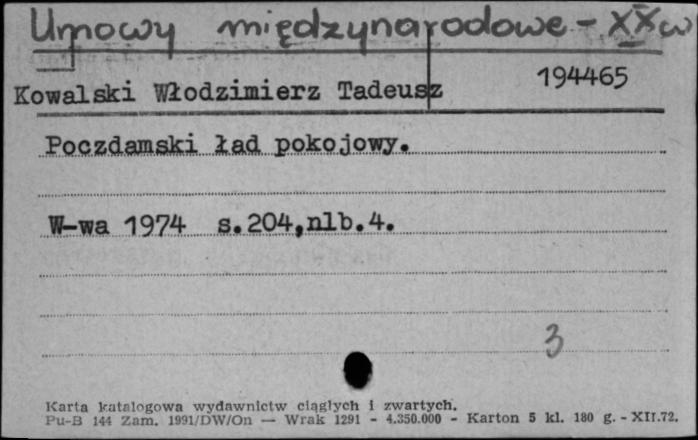 Umowy międzynarodowe - XX w
194465
Kowalski Włodzimierz Tadeusz
Poczdamski ład pokojowy.
W-wa 1974 s.204,nlb.4.
3
Karta katalogowa wydawnictw ciągłych i zwartych.
Pu-B 144 Zam. 1991/DW/On — Wrak 1291 - 4.350.000 - Karton 5 kl. 180 g. - XII.72.